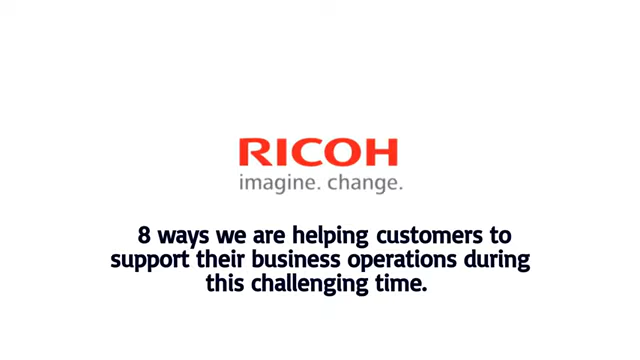 RICOH
imagine. change.
8 ways we are helping customers to
support their business operations during
this challenging time.